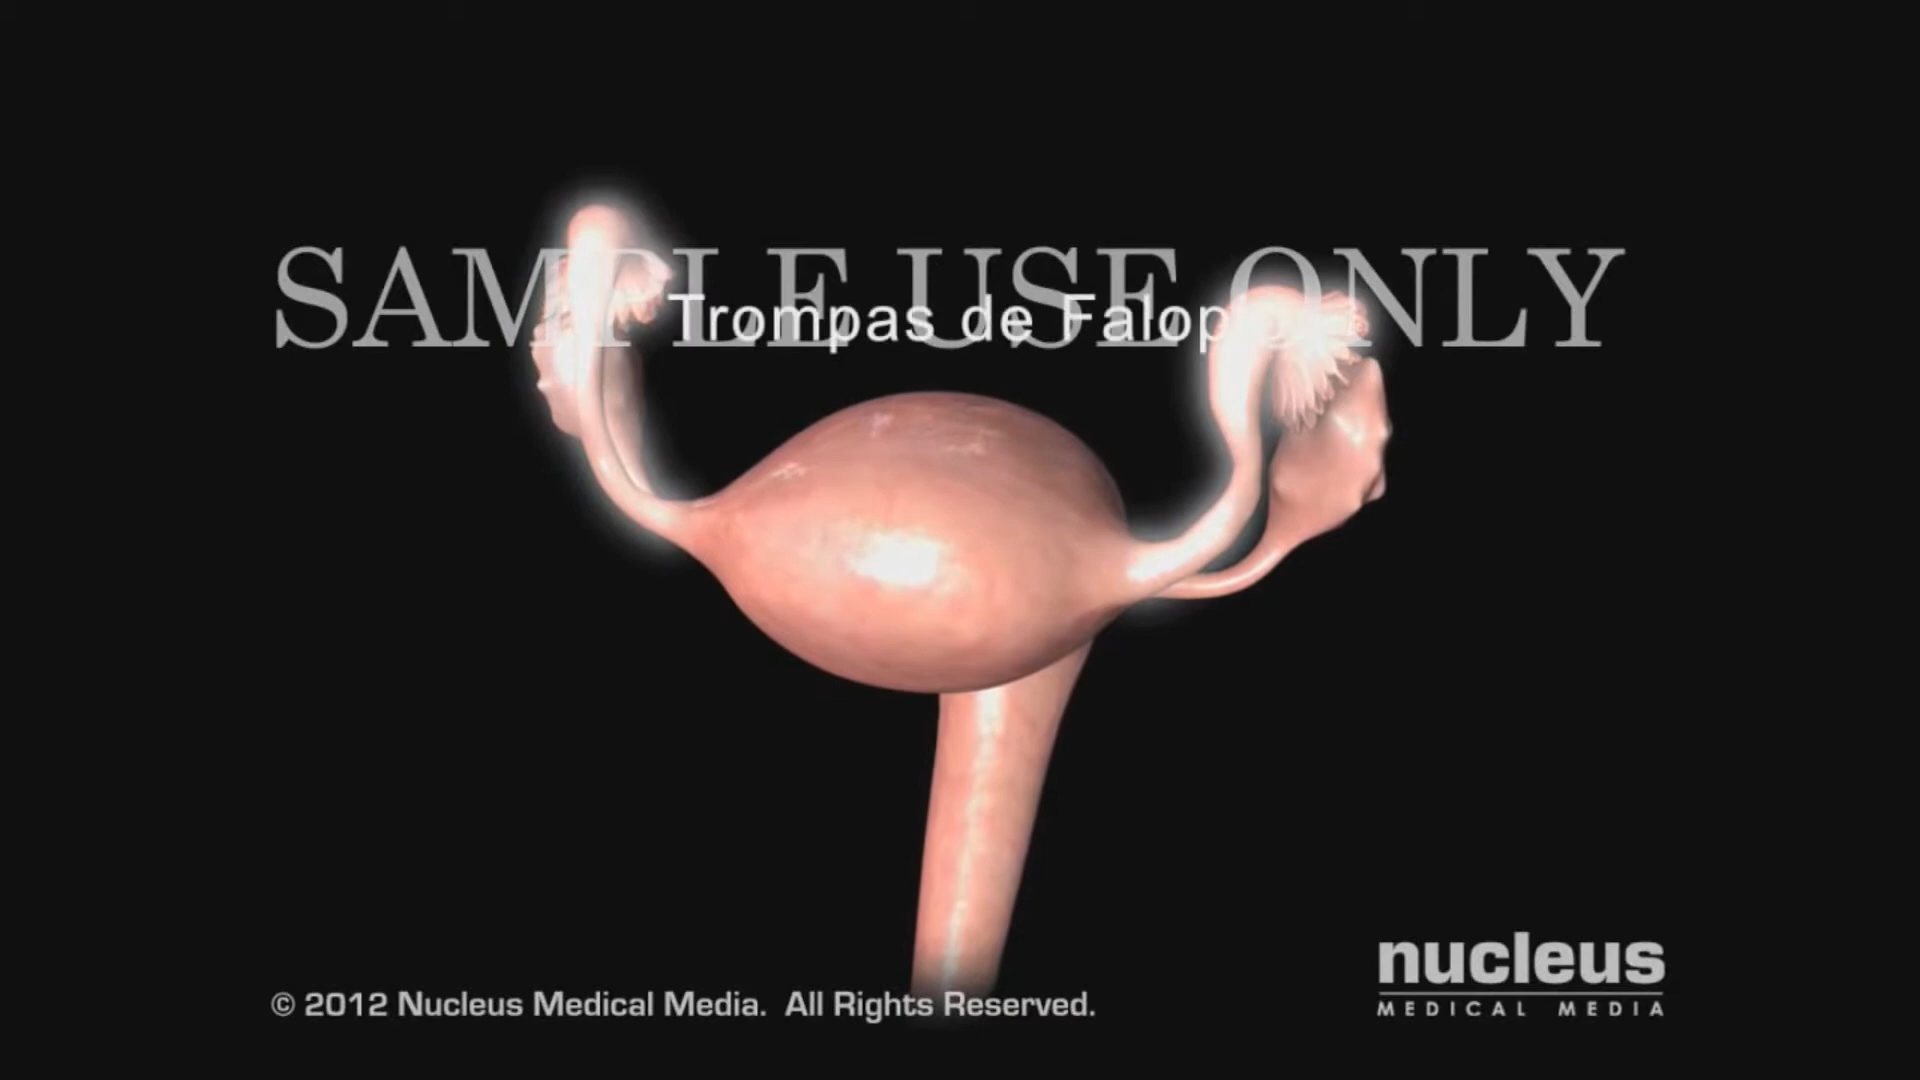 SAMPLE USE ONLY
Trompas de
© 2012 Nucleus Medical Media. All Rights Reserved.
nucleus
MEDICAL MEDIA